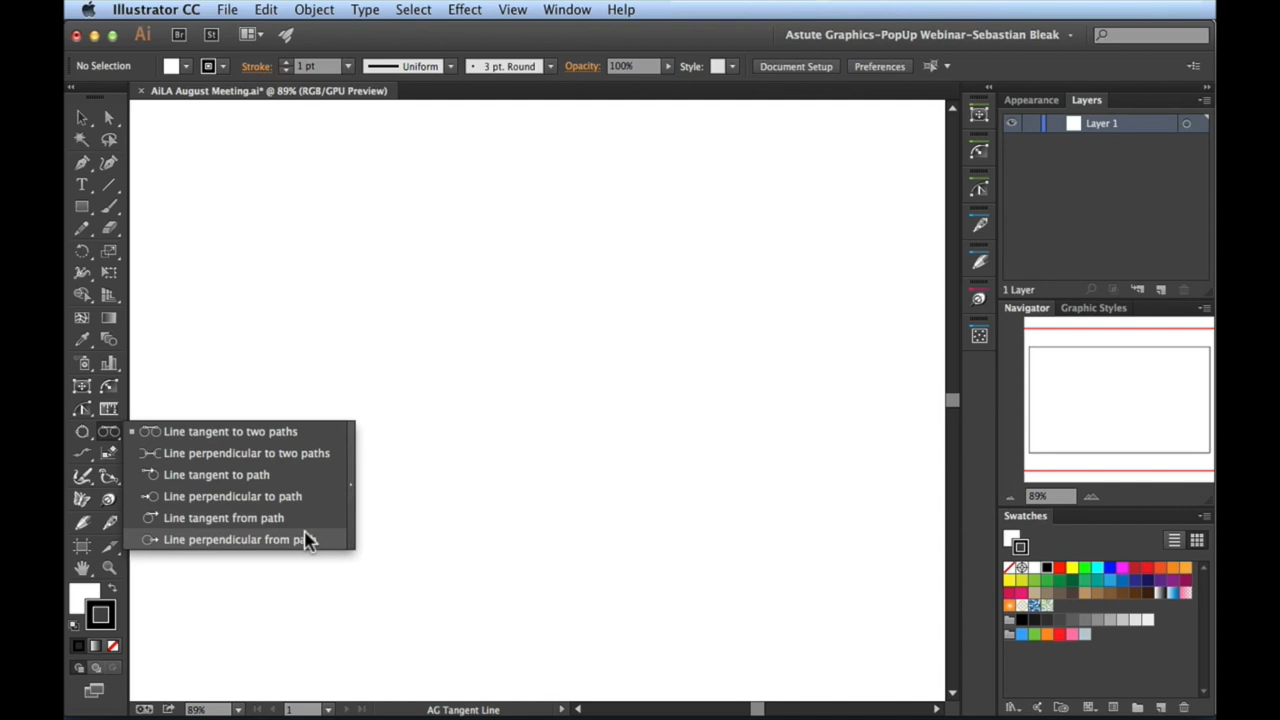 Illustrator CC File Edit Object Type Select Effect View Window Help
Ai Br St Astute Graphics-PopUp Webinar-Sebastian Bleak
No Selection Stroke: 1 pt Uniform 3 pt. Round Opacity: 100% Style: Document Setup Preferences
× AiLA August Meeting.ai* @ 89% (RGB/GPU Preview)
Appearance Layers
Layer 1
1 Layer
Navigator Graphic Styles
Line tangent to two paths
Line perpendicular to two paths
Line tangent to path
Line perpendicular to path
Line tangent from path
Line perpendicular from
89%
Swatches
89% 1 AG Tangent Line